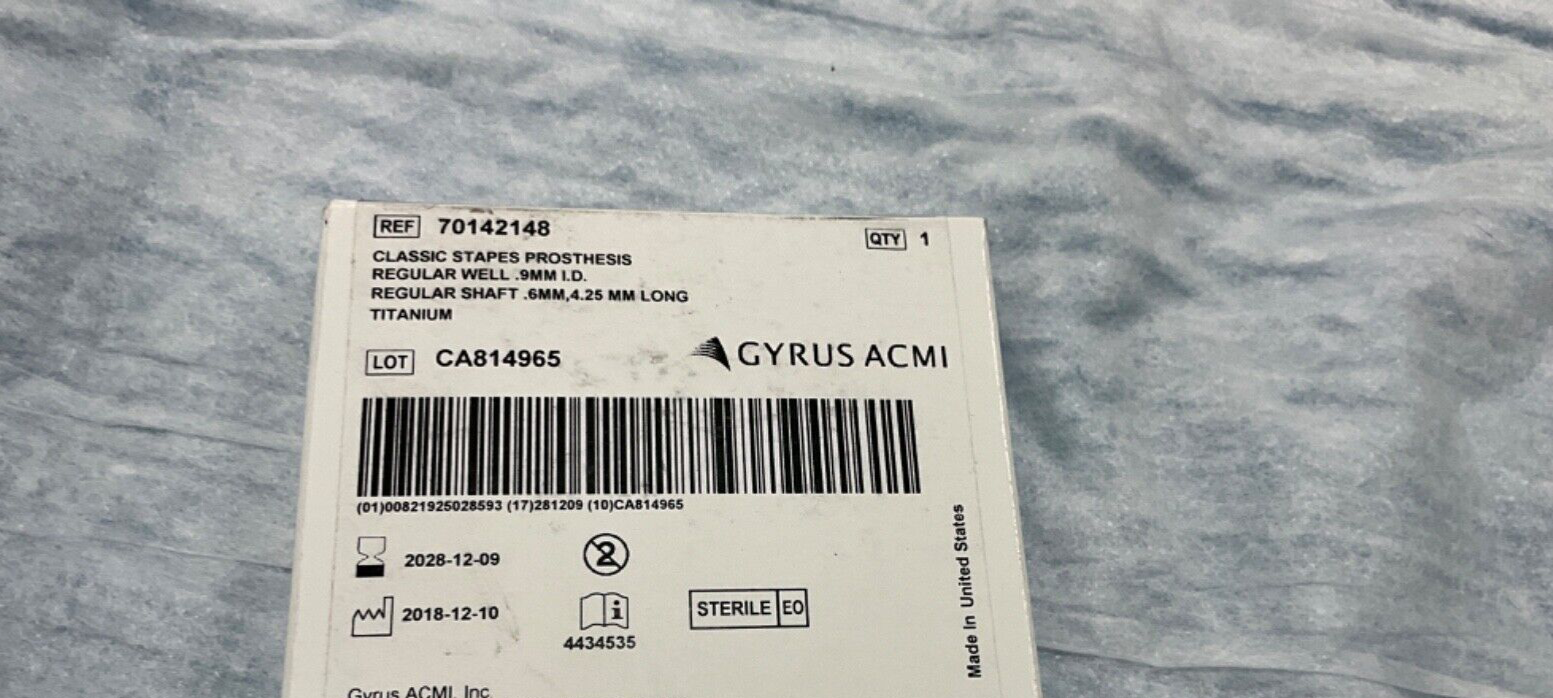 REF 70142148
QTY 1
CLASSIC STAPES PROSTHESIS
REGULAR WELL .9MM I.D.
REGULAR SHAFT .6MM,4.25 MM LONG
TITANIUM
LOT CA814965
GYRUS ACMI
(01)00821925028593 (17)281209 (10)CA814965
2028-12-09
2
2018-12-10
i
4434535
STERILE EO
Made In United States
Gyrus ACMI, Inc.